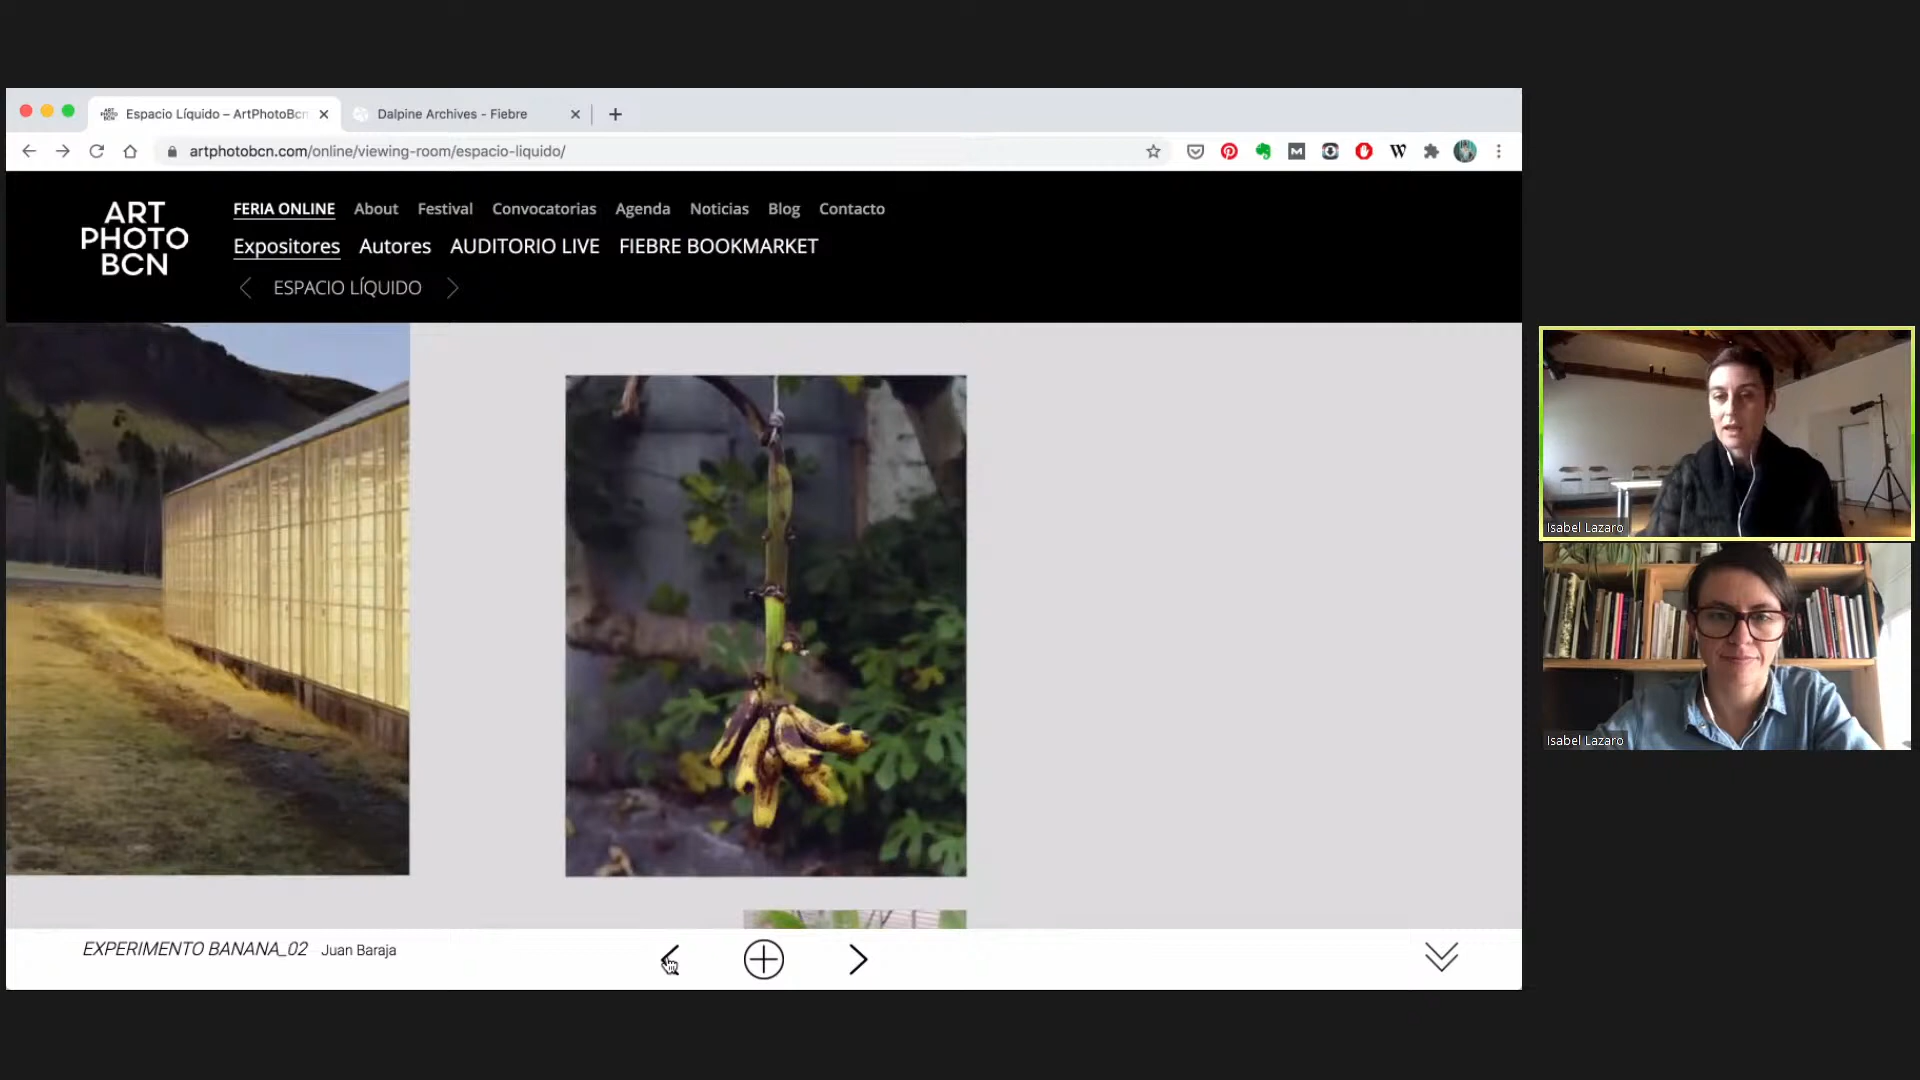 Espacio Líquido – ArtPhotoBcn
Dalpine Archives - Fiebre
artphotobcn.com/online/viewing-room/espacio-liquido/
ART
PHOTO
BCN
FERIA ONLINE About Festival Convocatorias Agenda Noticias Blog Contacto
Expositores Autores AUDITORIO LIVE FIEBRE BOOKMARKET
ESPACIO LÍQUIDO
Isabel Lazaro
Isabel Lazaro
EXPERIMENTO BANANA_02 Juan Baraja